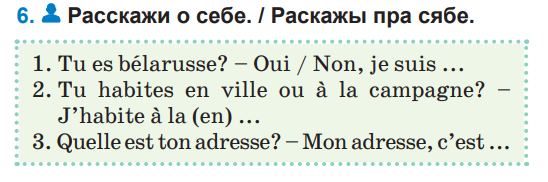 6. Расскажи о себе. / Раскажы пра сябе.
1. Tu es bélarusse? – Oui / Non, je suis ...
2. Tu habites en ville ou à la campagne? –
J’habite à la (en) ...
3. Quelle est ton adresse? – Mon adresse, c’est ...